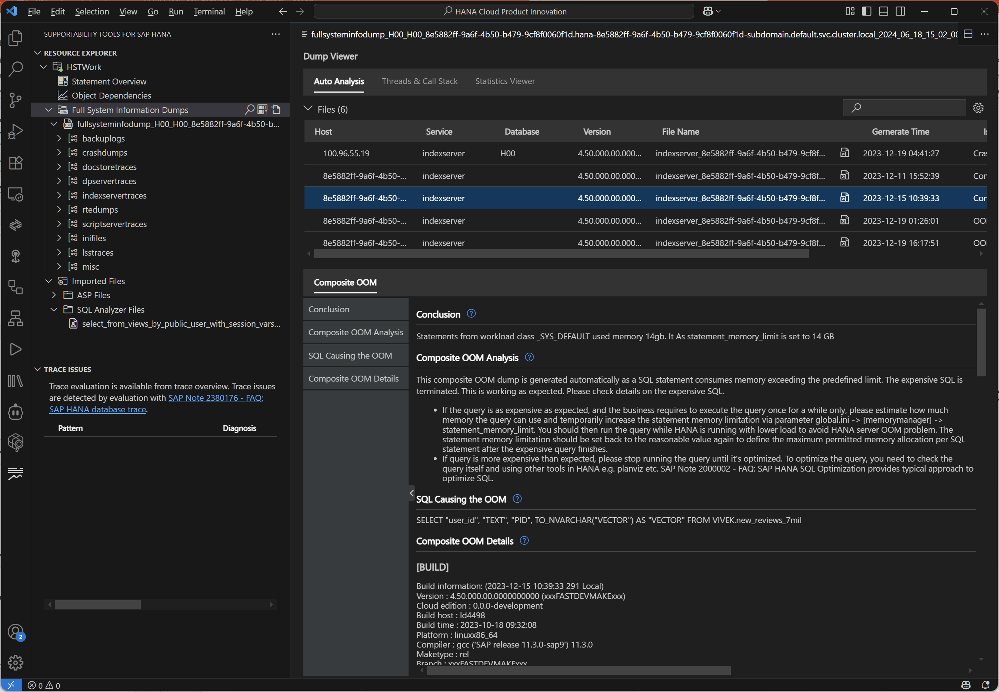 File Edit Selection View Go Run Terminal Help
HANA Cloud Product Innovation
SUPPORTABILITY TOOLS FOR SAP HANA
RESOURCE EXPLORER
HSTWork
Statement Overview
Object Dependencies
Full System Information Dumps
fullsysteminfodump_H00_H00_8e5882ff-9a6f-4b50-b...
backuplogs
crashdumps
docstoretraces
dpservertraces
indexservertraces
rtedumps
scriptservertraces
inifiles
lsstraces
misc
Imported Files
ASP Files
SQL Analyzer Files
select_from_views_by_public_user_with_session_vars...
TRACE ISSUES
Trace evaluation is available from trace overview. Trace issues
are detected by evaluation with SAP Note 2380176 - FAQ:
SAP HANA database trace.
Pattern Diagnosis
2
0 0
fullsysteminfodump_H00_H00_8e5882ff-9a6f-4b50-b479-9cf8f0060f1d.hana-8e5882ff-9a6f-4b50-b479-9cf8f0060f1d-subdomain.default.svc.cluster.local_2024_06_18_15_02_00
Dump Viewer
Auto Analysis Threads & Call Stack Statistics Viewer
Files (6)
Host Service Database Version File Name Gernerate Time
100.96.55.19 indexserver H00 4.50.000.00.000... indexserver_8e5882ff-9a6f-4b50-b479-9cf8f... 2023-12-19 04:41:27 Cras
8e5882ff-9a6f-4b50-... indexserver 4.50.000.00.000... indexserver_8e5882ff-9a6f-4b50-b479-9cf8f... 2023-12-11 15:52:39 Com
8e5882ff-9a6f-4b50-... indexserver 4.50.000.00.000... indexserver_8e5882ff-9a6f-4b50-b479-9cf8f... 2023-12-15 10:39:33 Com
8e5882ff-9a6f-4b50-... indexserver 4.50.000.00.000... indexserver_8e5882ff-9a6f-4b50-b479-9cf8f... 2023-12-19 01:26:01 OO
8e5882ff-9a6f-4b50-... indexserver 4.50.000.00.000... indexserver_8e5882ff-9a6f-4b50-b479-9cf8f... 2023-12-19 16:17:51 OO
Composite OOM
Conclusion
Composite OOM Analysis
SQL Causing the OOM
Composite OOM Details
Conclusion
Statements from workload class _SYS_DEFAULT used memory 14gb. It As statement_memory_limit is set to 14 GB
Composite OOM Analysis
This composite OOM dump is generated automatically as a SQL statement consumes memory exceeding the predefined limit. The expensive SQL is
terminated. This is working as expected. Please check details on the expensive SQL.
• If the query is as expensive as expected, and the business requires to execute the query once for a while only, please estimate how much
memory the query can use and temporarily increase the statement memory limitation via parameter global.ini -> [memorymanager] ->
statement_memory_limit. You should then run the query while HANA is running with lower load to avoid HANA server OOM problem. The
statement memory limitation should be set back to the reasonable value again to define the maximum permitted memory allocation per SQL
statement after the expensive query finishes.
• If query is more expensive than expected, please stop running the query until it's optimized. To optimize the query, you need to check the
query itself and using other tools in HANA e.g. planviz etc. SAP Note 2000002 - FAQ: SAP HANA SQL Optimization provides typical approach to
optimize SQL.
SQL Causing the OOM
SELECT "user_id", "TEXT", "PID", TO_NVARCHAR("VECTOR") AS "VECTOR" FROM VIVEK.new_reviews_7mil
Composite OOM Details
[BUILD]
Build information: (2023-12-15 10:39:33 291 Local)
Version : 4.50.000.00.0000000000 (xxxFASTDEVMAKExxx)
Cloud edition : 0.0.0-development
Build host : ld4498
Build time : 2023-10-18 09:32:08
Platform : linuxx86_64
Compiler : gcc ('SAP release 11.3.0-sap9') 11.3.0
Maketype : rel
Branch : xxxFASTDEVMAKExxx